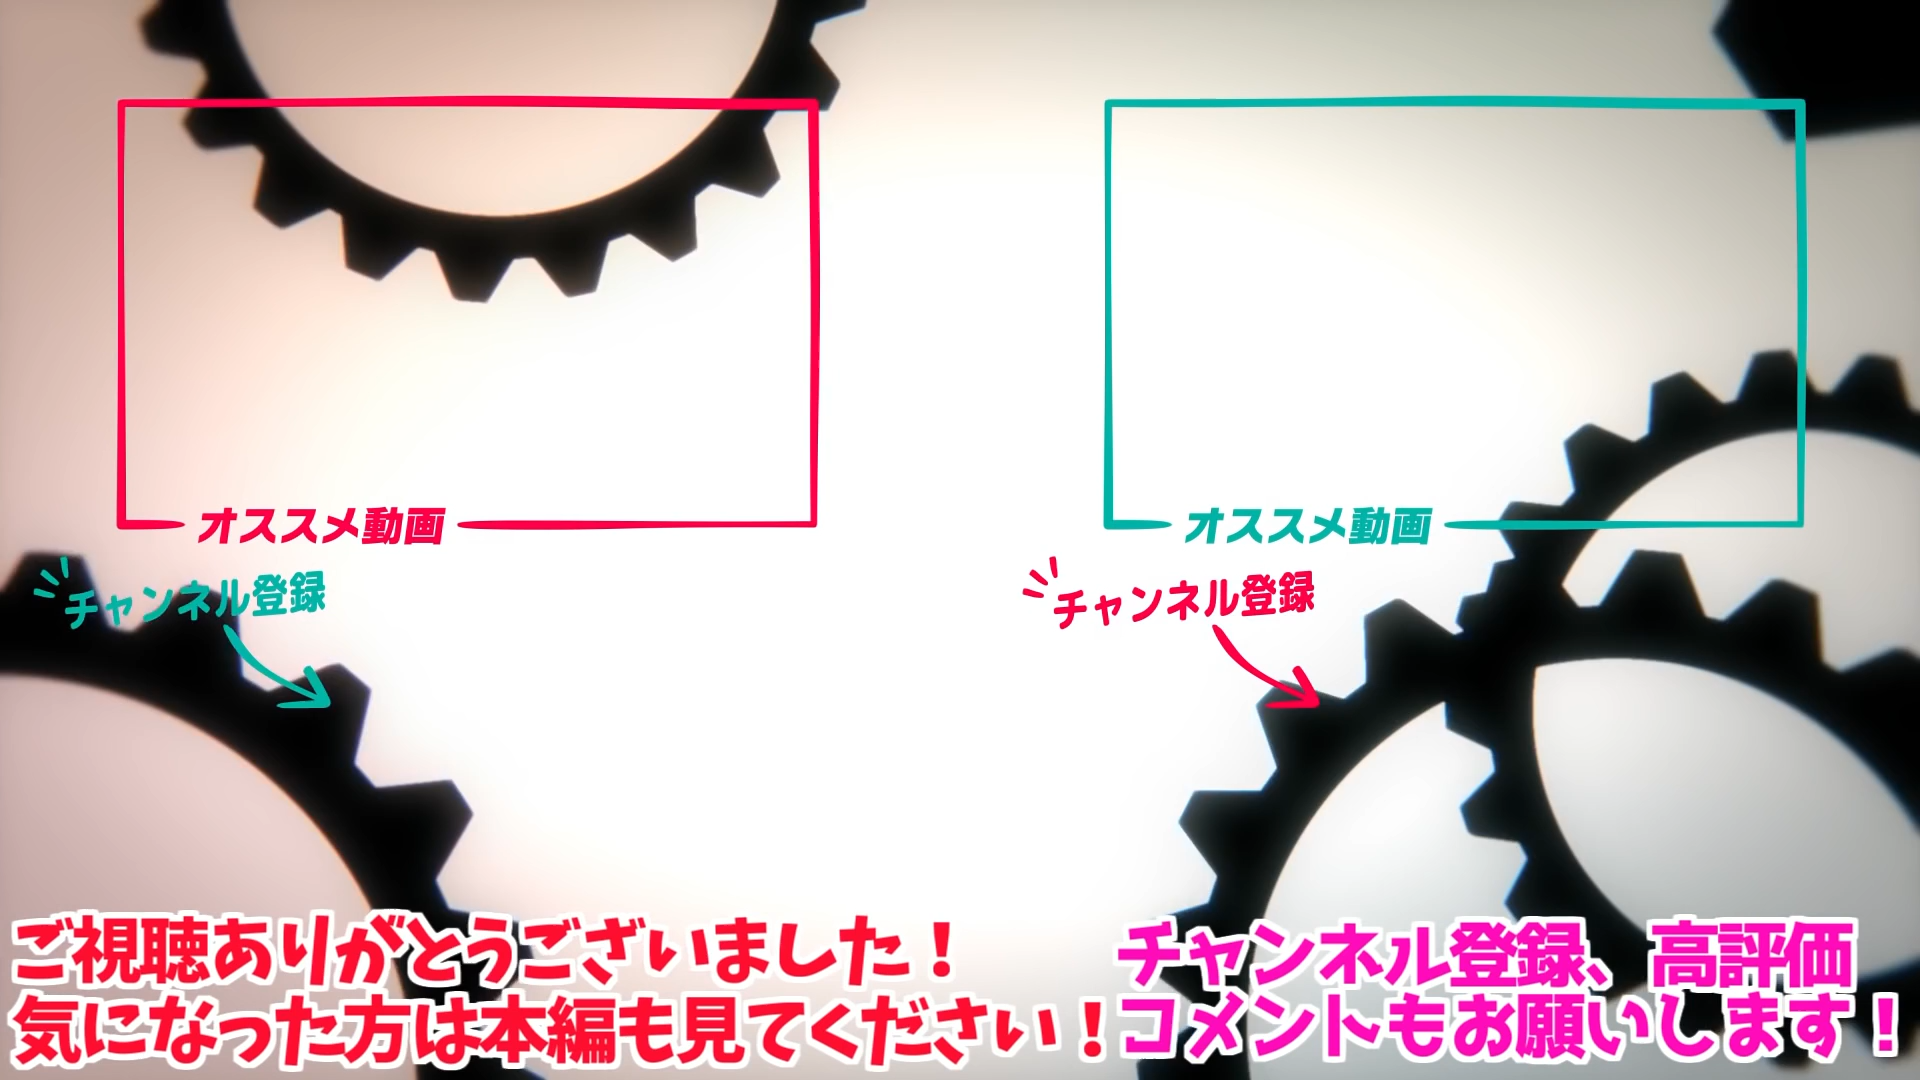 オススメ動画
オススメ動画
チャンネル登録
チャンネル登録
ご視聴ありがとうございました!
気になった方は本編も見てください!
チャンネル登録、高評価
コメントもお願いします!